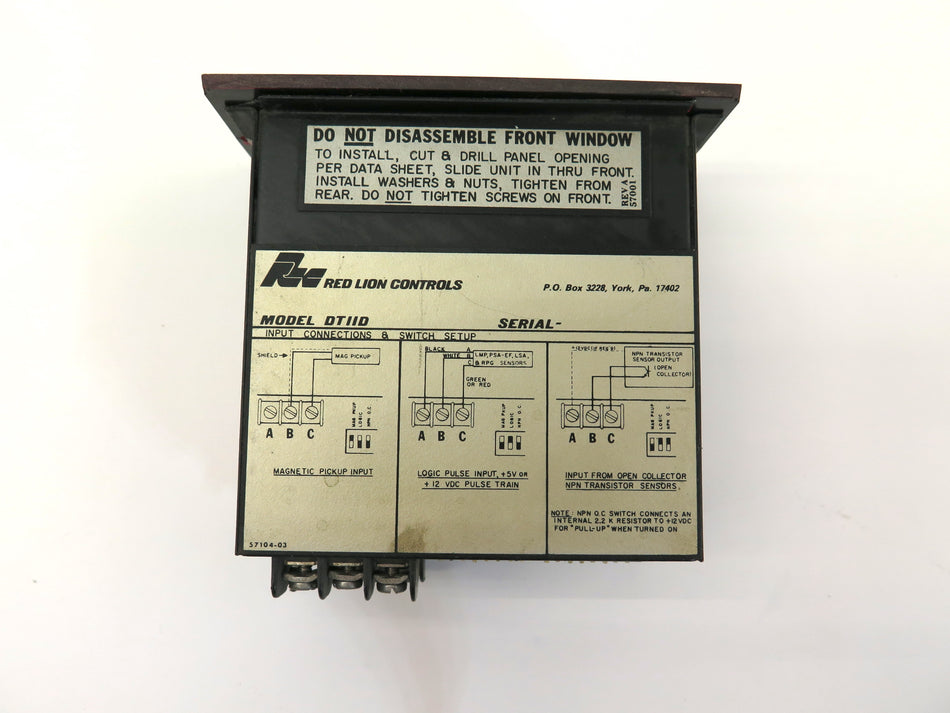 DO NOT DISASSEMBLE FRONT WINDOW
TO INSTALL, CUT & DRILL PANEL OPENING
PER DATA SHEET, SLIDE UNIT IN THRU FRONT.
INSTALL WASHERS & NUTS, TIGHTEN FROM
REAR. DO NOT TIGHTEN SCREWS ON FRONT.
REV A
57001
RLC RED LION CONTROLS
P.O. Box 3228, York, Pa. 17402
MODEL DT11D
SERIAL-
INPUT CONNECTIONS & SWITCH SETUP
SHIELD
MAG PICKUP
A B C
MAG PKUP
LOGIC
NPN O.C.
MAGNETIC PICKUP INPUT
57104-03
BLACK A
WHITE B
C
LMP, PSA-EF, LSA,
& RPG SENSORS
GREEN
OR RED
A B C
MAG PKUP
LOGIC
NPN O.C.
LOGIC PULSE INPUT, +5V OR
+12 VDC PULSE TRAIN
NPN TRANSISTOR
SENSOR OUTPUT
(OPEN
COLLECTOR)
A B C
MAG PKUP
LOGIC
NPN O.C.
INPUT FROM OPEN COLLECTOR
NPN TRANSISTOR SENSORS.
NOTE: NPN O.C SWITCH CONNECTS AN
INTERNAL 2.2 K RESISTOR TO +12 VDC
FOR "PULL-UP" WHEN TURNED ON